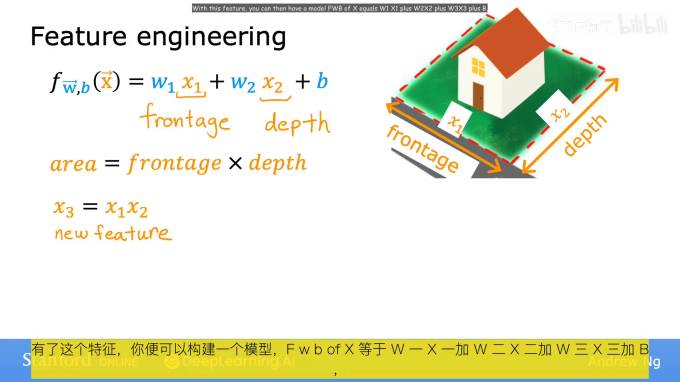 With this feature, you can then have a model FWB of X equals W1 X1 plus W2X2 plus W3X3 plus B
Feature engineering
bilibili
f_{w,b}(x) = w₁ x₁ + w₂ x₂ + b
frontage depth
area = frontage × depth
x₃ = x₁x₂
new feature
x₁
frontage
x₂
depth
Stanford ONLINE DeepLearning.AI Andrew Ng
有了这个特征，你便可以构建一个模型，F w b of X 等于 W 一 X 一加 W 二 X 二加 W 三 X 三加 B
，